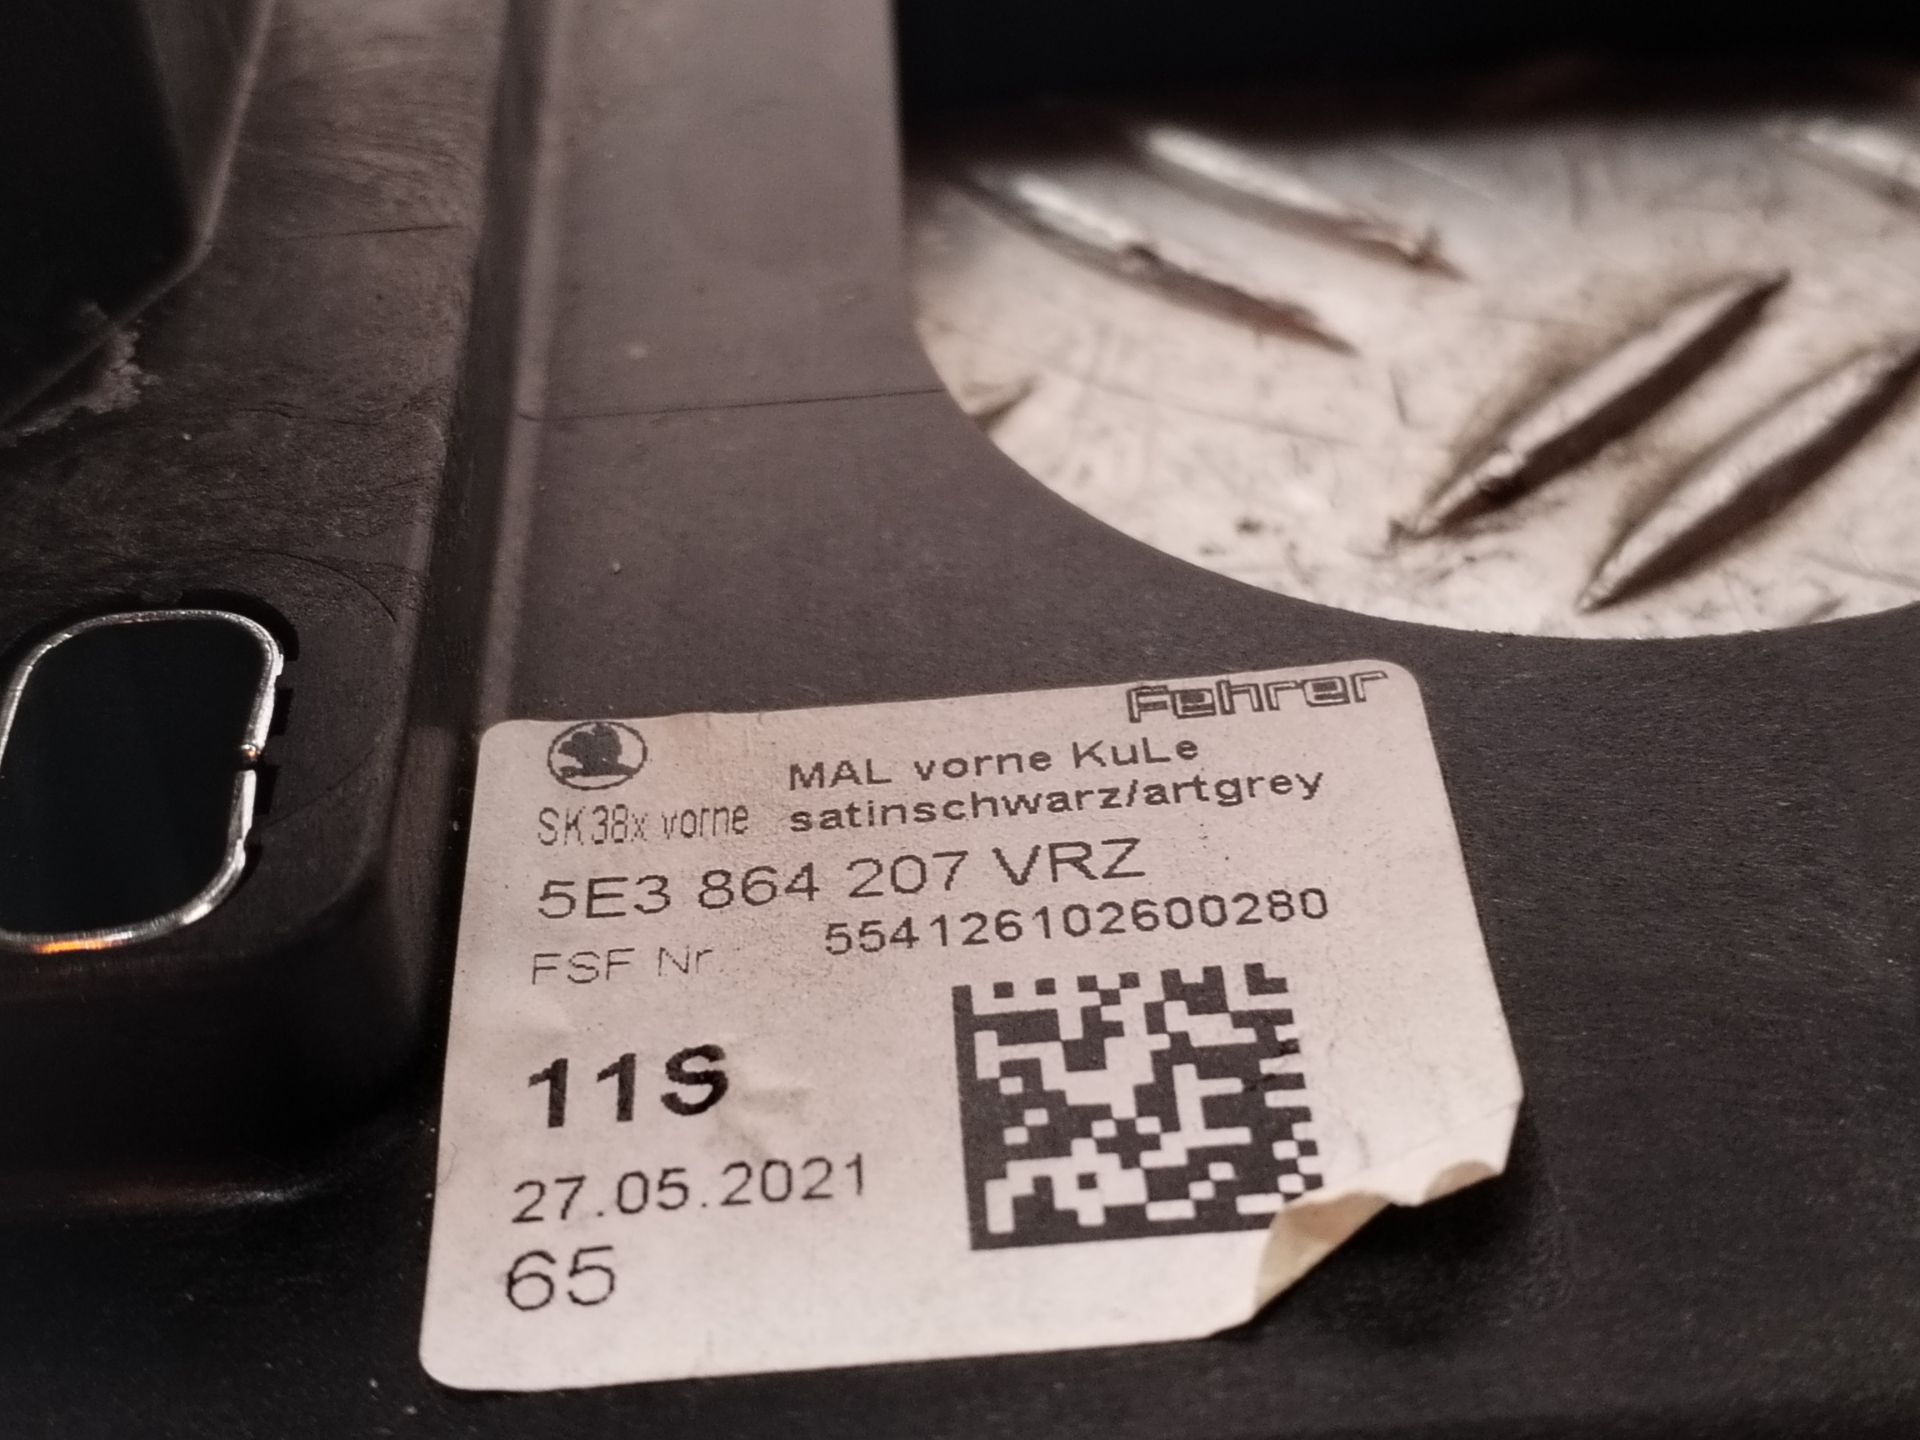 Fehrer
MAL vorne KuLe
SK38x vorne satinschwarz/artgrey
5E3 864 207 VRZ
FSF Nr. 554126102600280
11S
27.05.2021
65